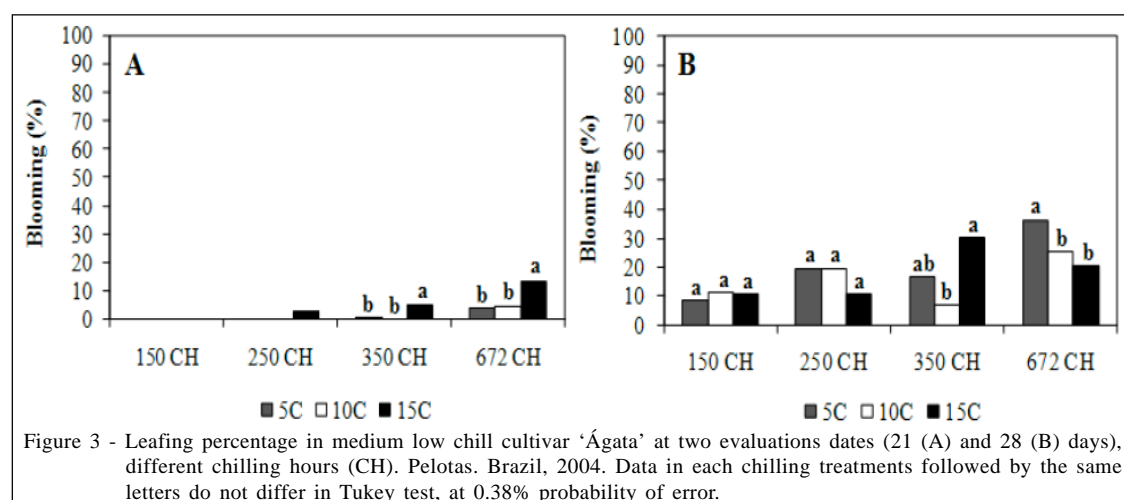 100
90
80
70
60
50
40
30
20
10
0
Blooming (%)
A
b b a
b b a
150 CH 250 CH 350 CH 672 CH
5C 10C 15C
100
90
80
70
60
50
40
30
20
10
0
Blooming (%)
B
a a a
a a a
ab b a
a b b
150 CH 250 CH 350 CH 672 CH
5C 10C 15C
Figure 3 - Leafing percentage in medium low chill cultivar ‘Ágata’ at two evaluations dates (21 (A) and 28 (B) days),
different chilling hours (CH). Pelotas. Brazil, 2004. Data in each chilling treatments followed by the same
letters do not differ in Tukey test, at 0.38% probability of error.